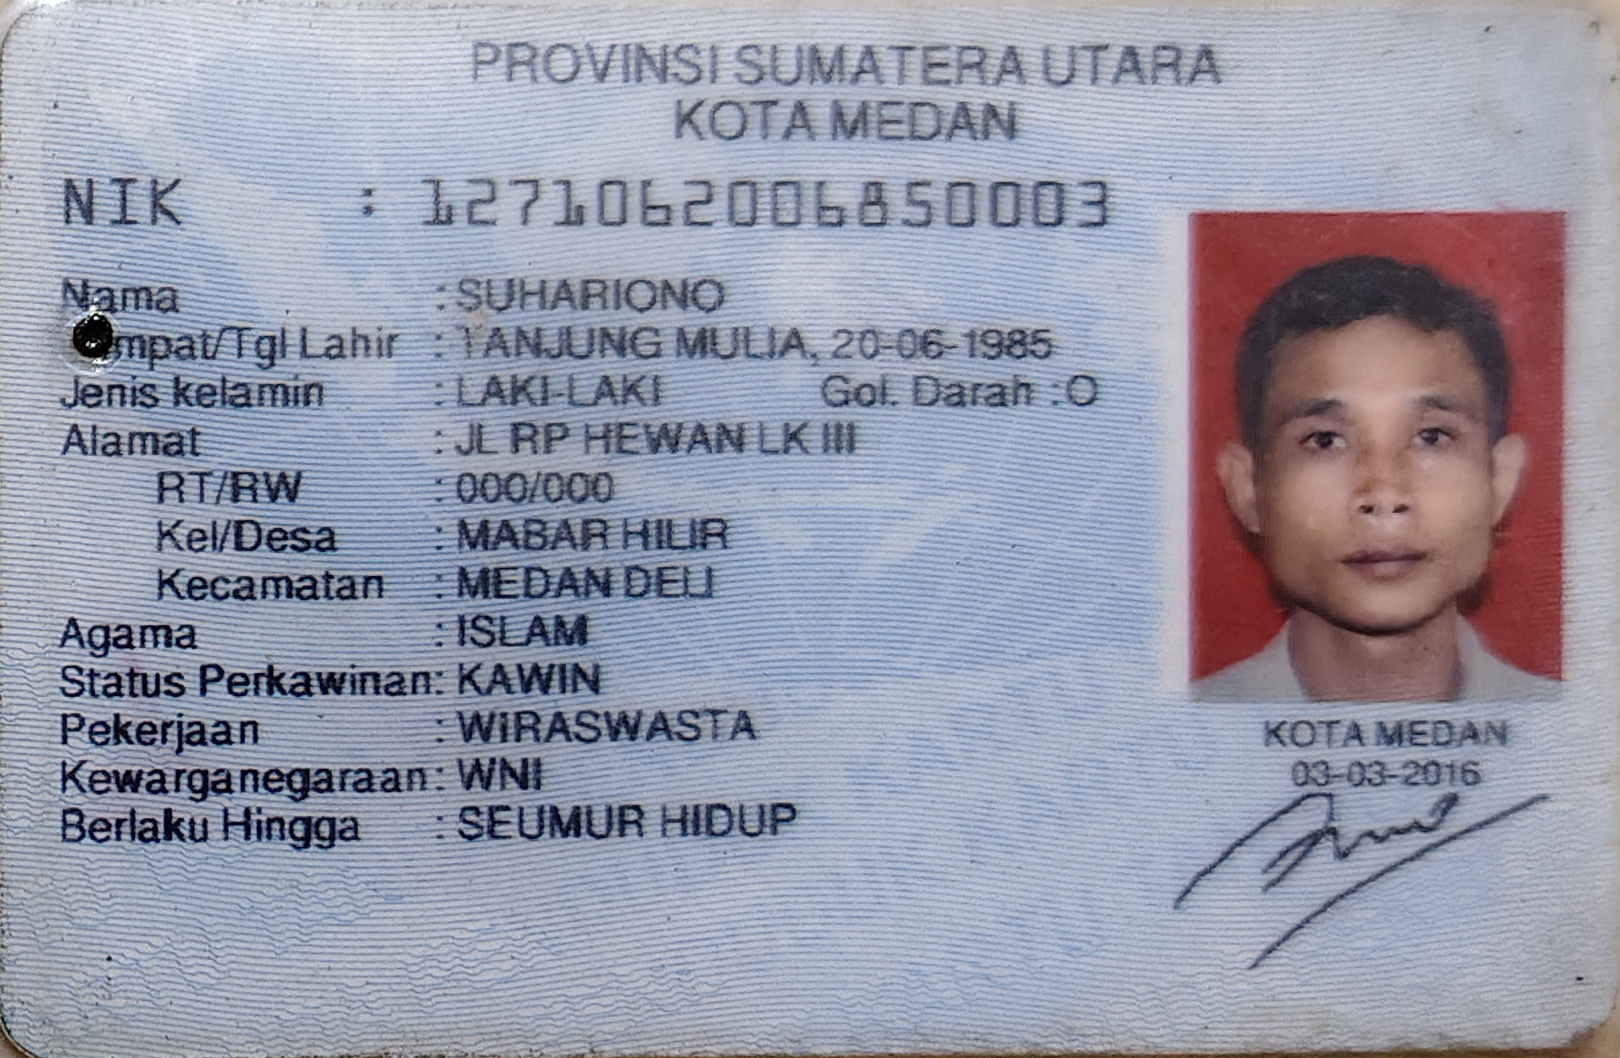 PROVINSI SUMATERA UTARA
KOTA MEDAN
NIK : 1271062006850003
Nama : SUHARIONO
mpat/Tgl Lahir : TANJUNG MULIA, 20-06-1985
Jenis kelamin : LAKI-LAKI Gol. Darah : O
Alamat : JL RP HEWAN LK III
RT/RW : 000/000
Kel/Desa : MABAR HILIR
Kecamatan : MEDAN DELI
Agama : ISLAM
Status Perkawinan: KAWIN
Pekerjaan : WIRASWASTA
Kewarganegaraan: WNI
Berlaku Hingga : SEUMUR HIDUP
KOTA MEDAN
03-03-2016